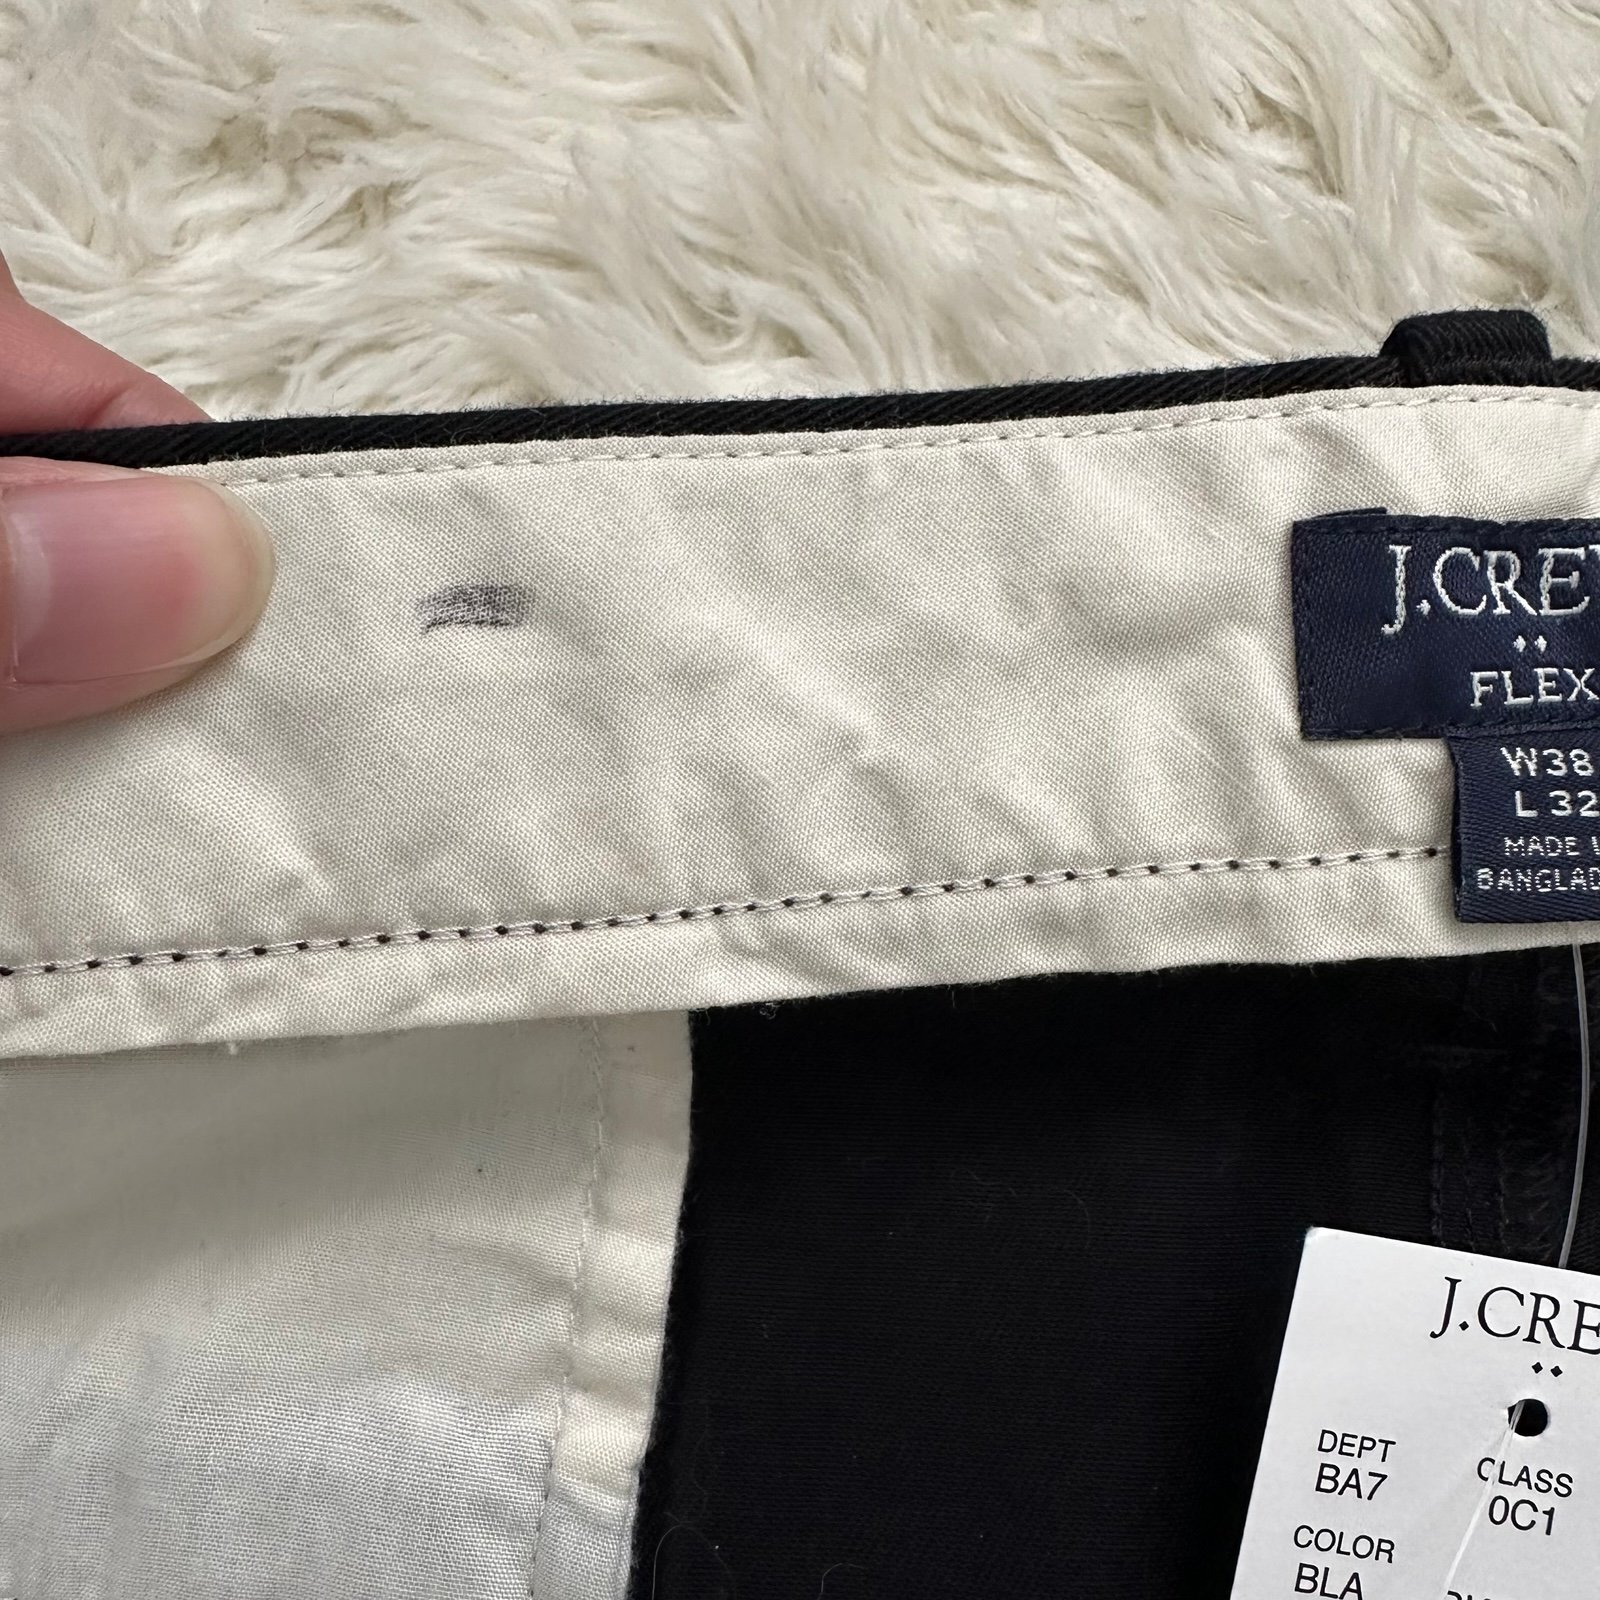 J.CRE
FLEX
W38
L 32
MADE
BANGLAD
J.CRE
DEPT
BA7
CLASS
0C1
COLOR
BLA